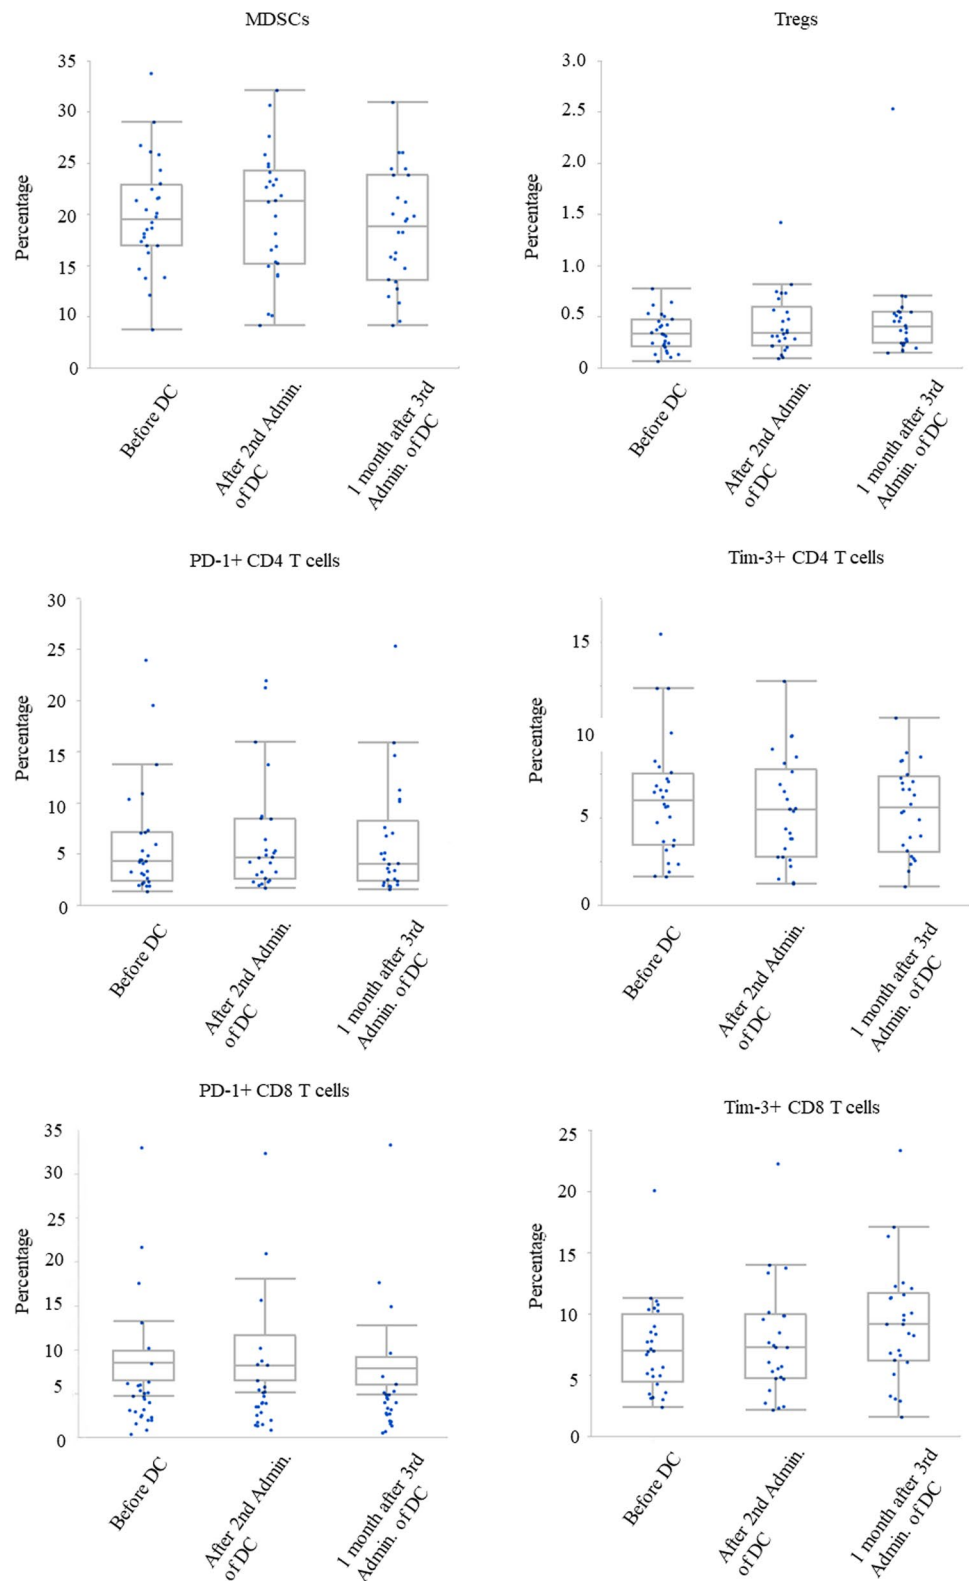 MDSCs
Percentage
35
30
25
20
15
10
0
Before DC
After 2nd Admin.
of DC
1 month after 3rd
Admin. of DC
Tregs
Percentage
3.0
2.5
2.0
1.5
1.0
0.5
0
Before DC
After 2nd Admin.
of DC
1 month after 3rd
Admin. of DC
PD-1+ CD4 T cells
Percentage
30
25
20
15
10
5
0
Before DC
After 2nd Admin.
of DC
1 month after 3rd
Admin. of DC
Tim-3+ CD4 T cells
Percentage
15
10
5
0
Before DC
After 2nd Admin.
of DC
1 month after 3rd
Admin. of DC
PD-1+ CD8 T cells
Percentage
35
30
25
20
15
10
5
0
Before DC
After 2nd Admin.
of DC
1 month after 3rd
Admin. of DC
Tim-3+ CD8 T cells
Percentage
25
20
15
10
5
0
Before DC
After 2nd Admin.
of DC
1 month after 3rd
Admin. of DC